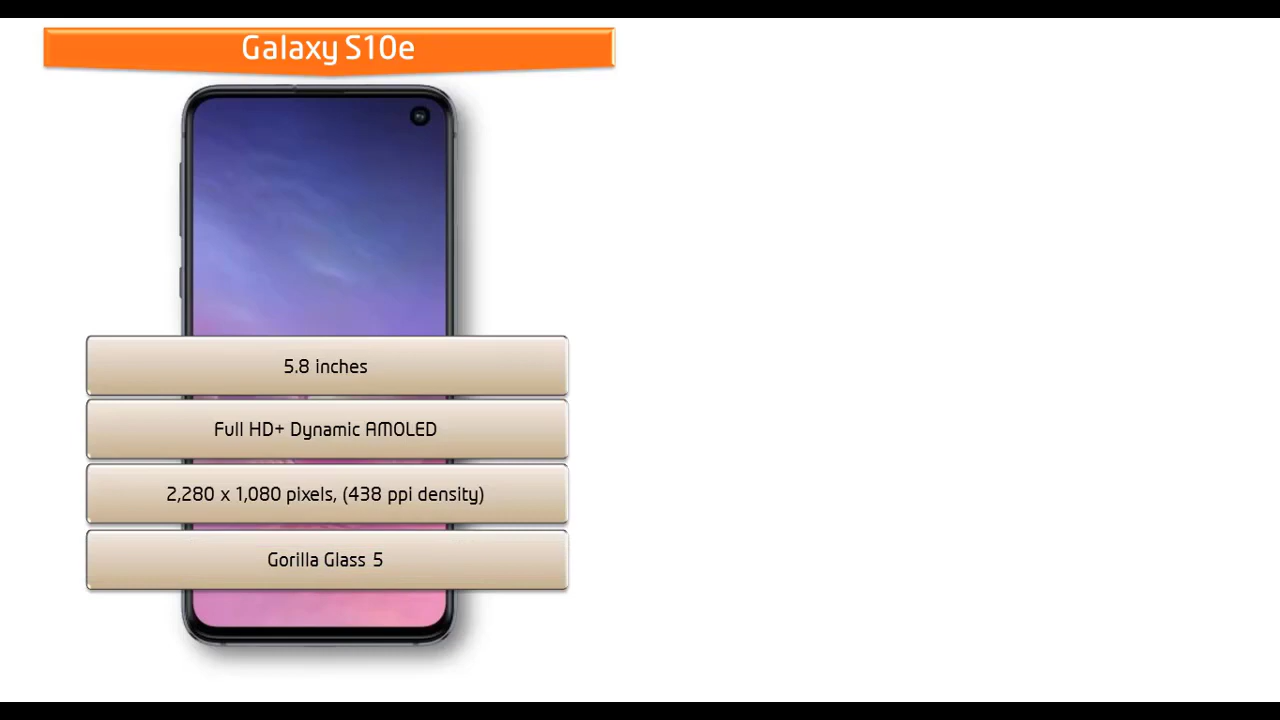 Galaxy S10e
5.8 inches
Full HD+ Dynamic AMOLED
2,280 x 1,080 pixels, (438 ppi density)
Gorilla Glass 5